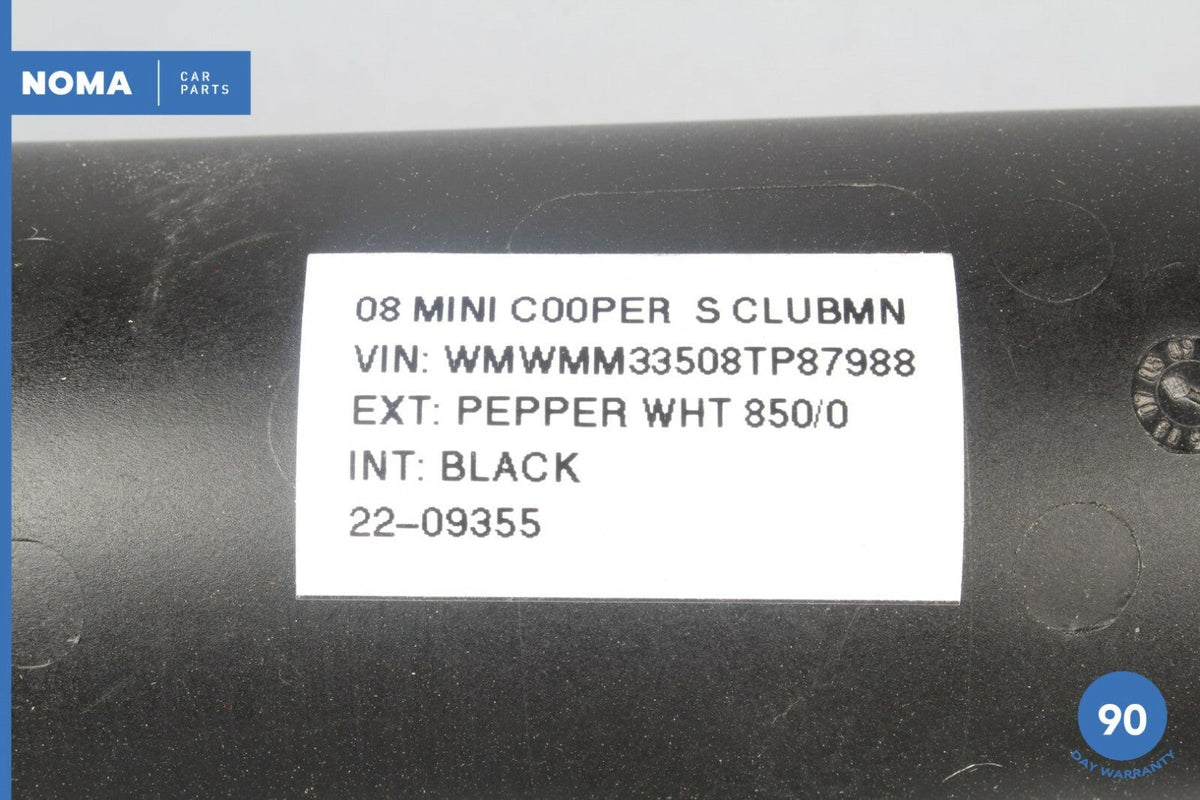 NOMA
CAR
PARTS
08 MINI COOPER S CLUBMN
VIN: WMWMM33508TP87988
EXT: PEPPER WHT 850/0
INT: BLACK
22-09355
90
DAY WARRANTY